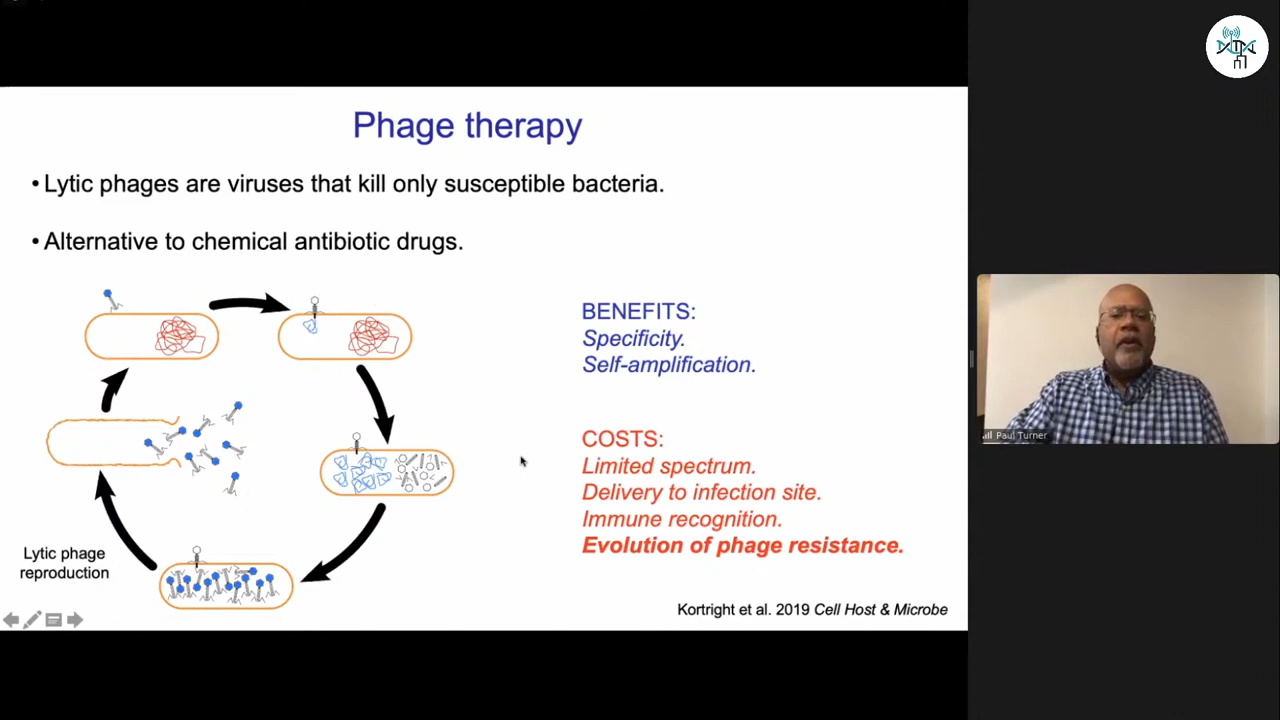 Phage therapy
• Lytic phages are viruses that kill only susceptible bacteria.
• Alternative to chemical antibiotic drugs.
BENEFITS:
Specificity.
Self-amplification.
COSTS:
Limited spectrum.
Delivery to infection site.
Immune recognition.
Evolution of phage resistance.
Lytic phage
reproduction
Kortright et al. 2019 Cell Host & Microbe
Paul Turner